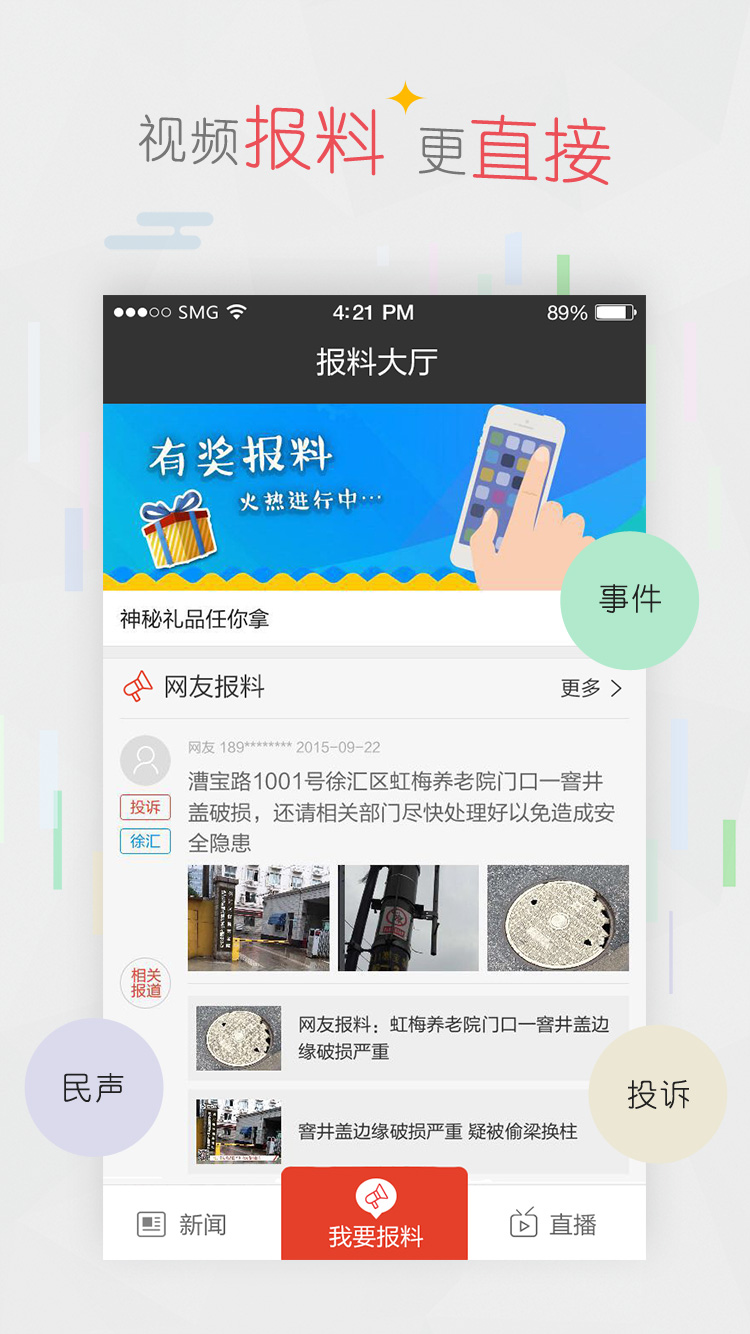 视频报料 更直接
SMG 4:21 PM 89%
报料大厅
有奖报料
火热进行中...
神秘礼品任你拿
事件
网友报料 更多
网友 189******** 2015-09-22
投诉
徐汇
漕宝路1001号徐汇区虹梅养老院门口一窨井
盖破损，还请相关部门尽快处理好以免造成安
全隐患
相关
报道
网友报料：虹梅养老院门口一窨井盖边
缘破损严重
民声
投诉
窨井盖边缘破损严重 疑被偷梁换柱
新闻
我要报料
直播